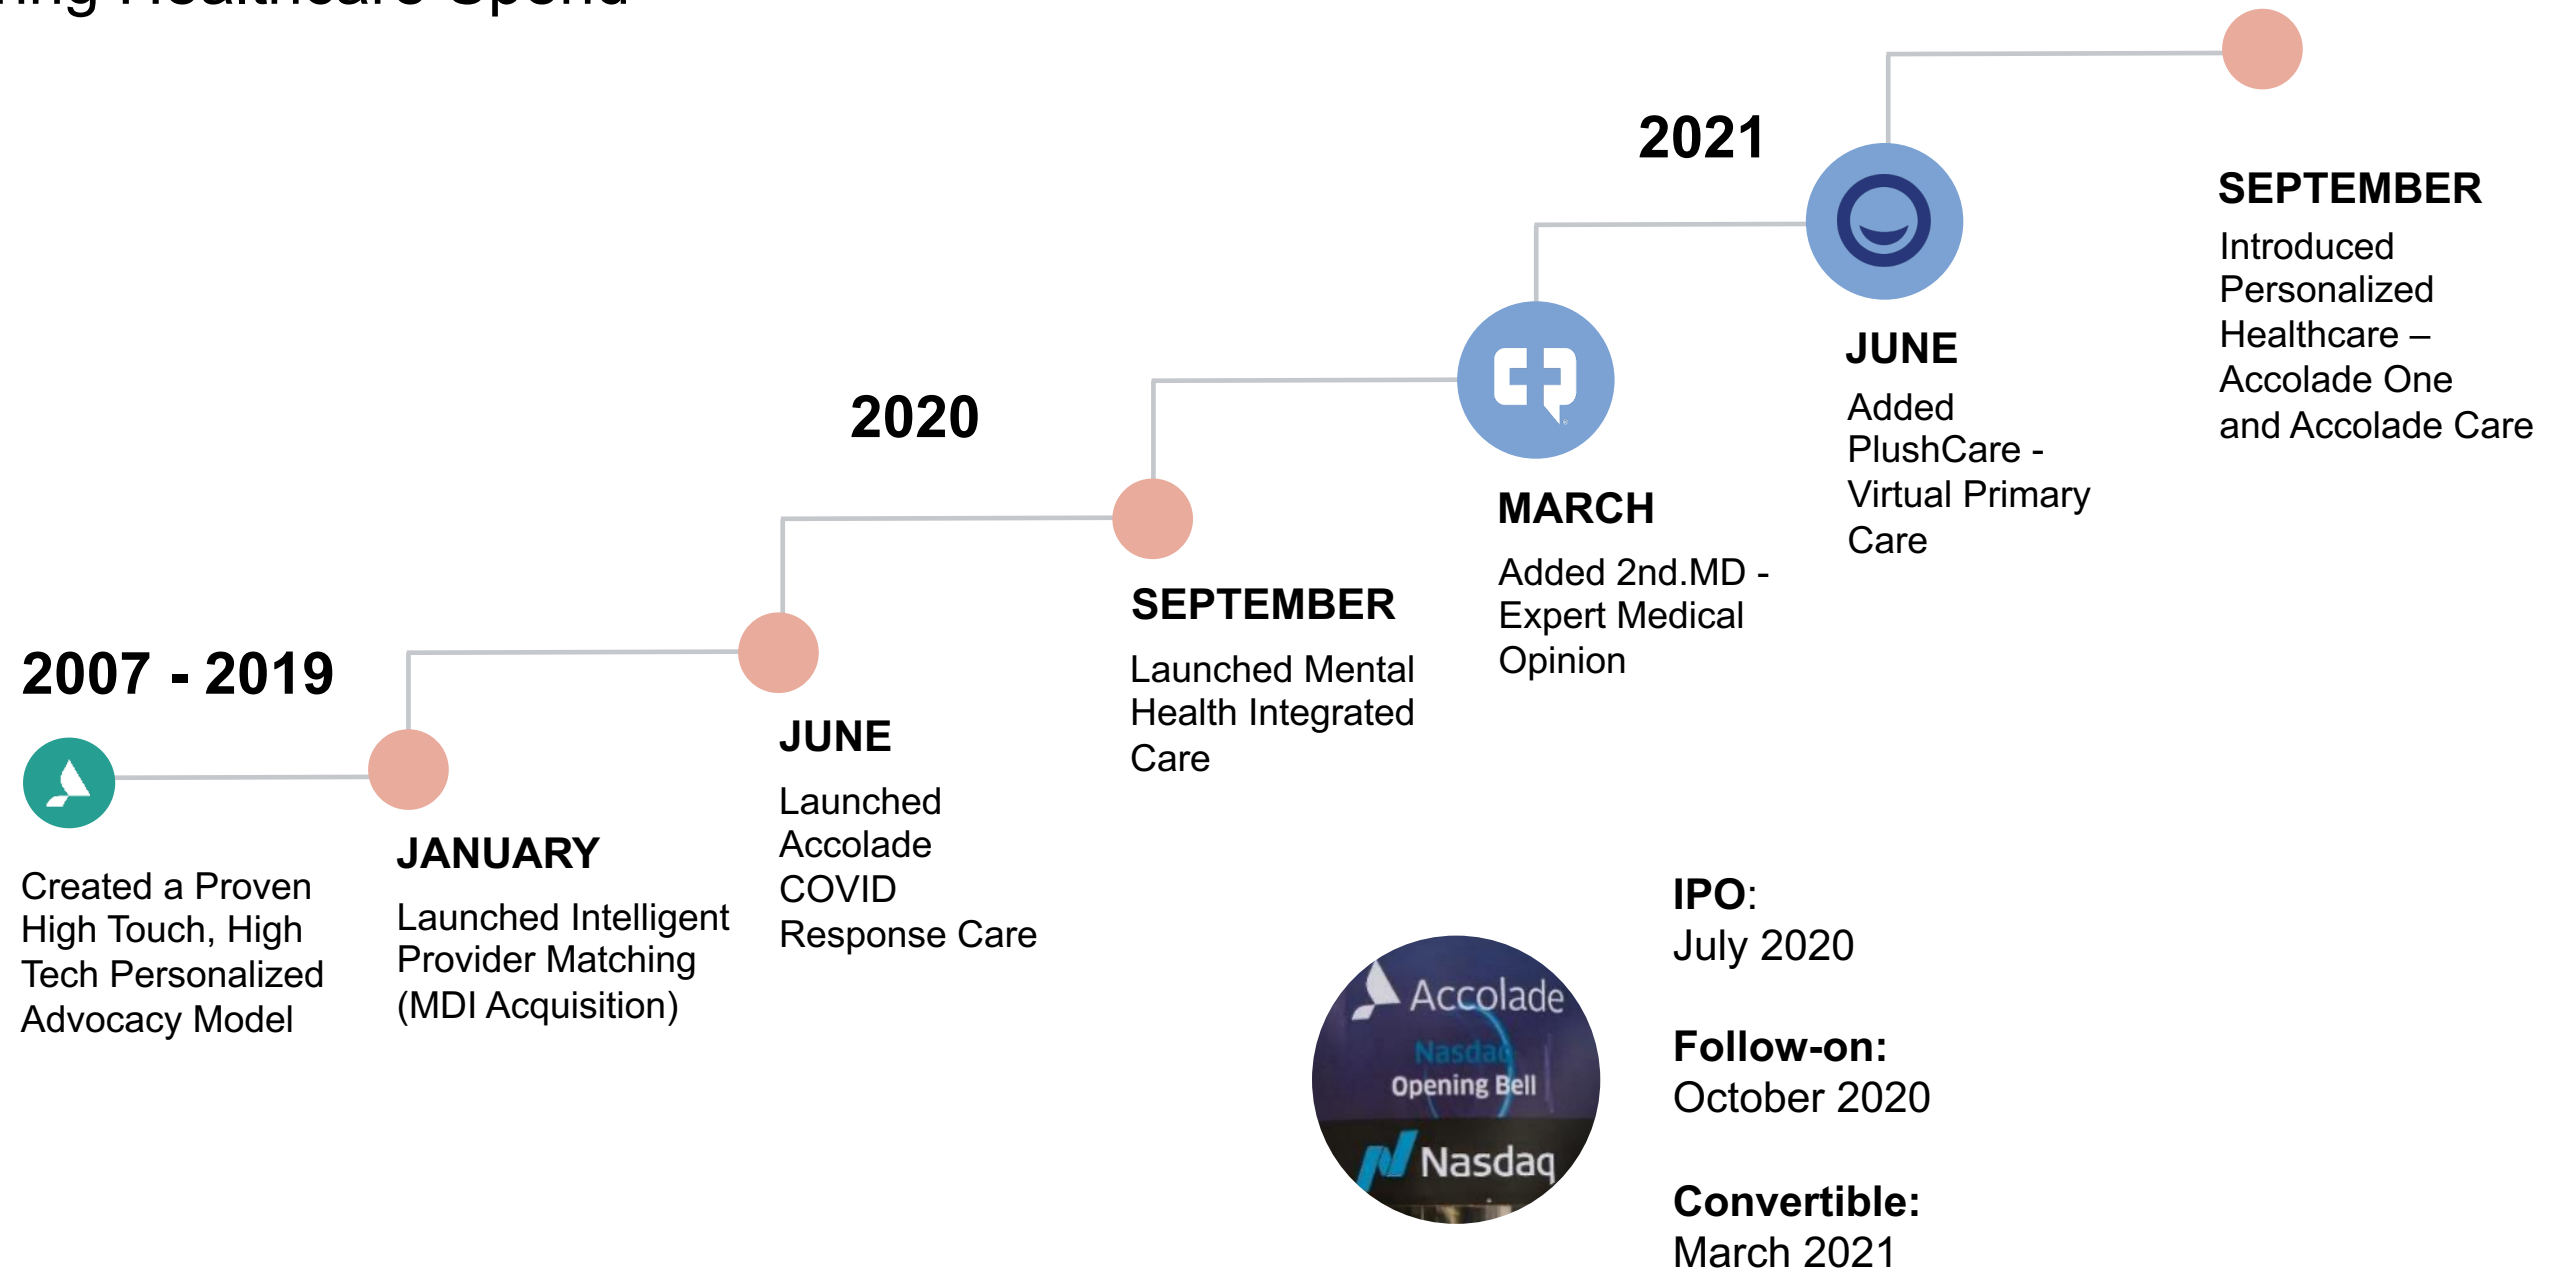 Healthcare Spend
2007 - 2019
Created a Proven
High Touch, High
Tech Personalized
Advocacy Model
2020
JANUARY
Launched Intelligent
Provider Matching
(MDI Acquisition)
JUNE
Launched
Accolade
COVID
Response Care
SEPTEMBER
Launched Mental
Health Integrated
Care
2021
MARCH
Added 2nd.MD -
Expert Medical
Opinion
JUNE
Added
PlushCare -
Virtual Primary
Care
SEPTEMBER
Introduced
Personalized
Healthcare –
Accolade One
and Accolade Care
Accolade
Nasdaq
Opening Bell
Nasdaq
IPO:
July 2020
Follow-on:
October 2020
Convertible:
March 2021